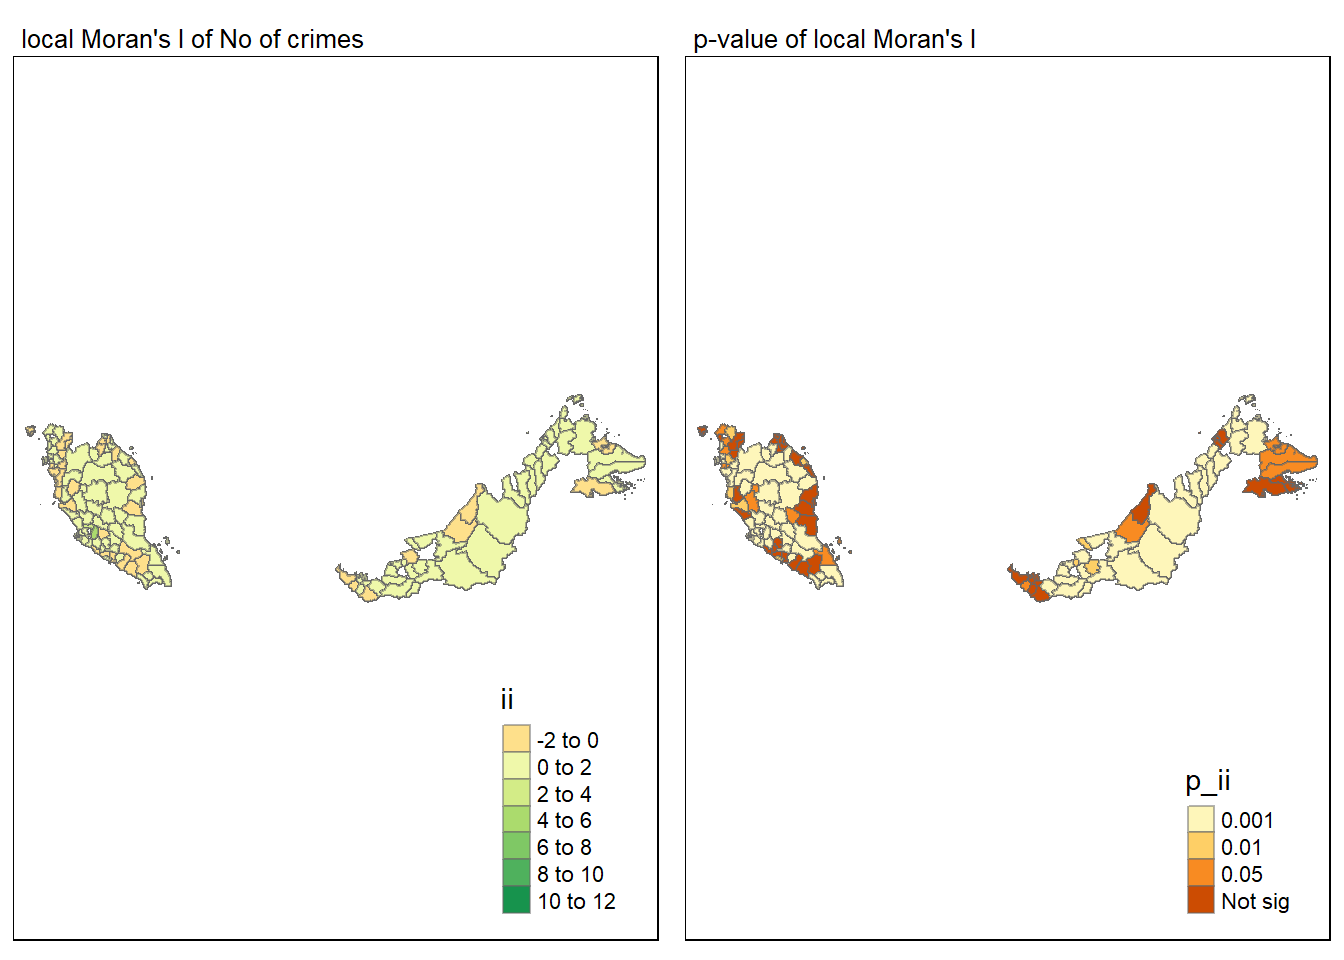 local Moran's I of No of crimes
p-value of local Moran's I
ii
-2 to 0
0 to 2
2 to 4
4 to 6
6 to 8
8 to 10
10 to 12
p_ii
0.001
0.01
0.05
Not sig